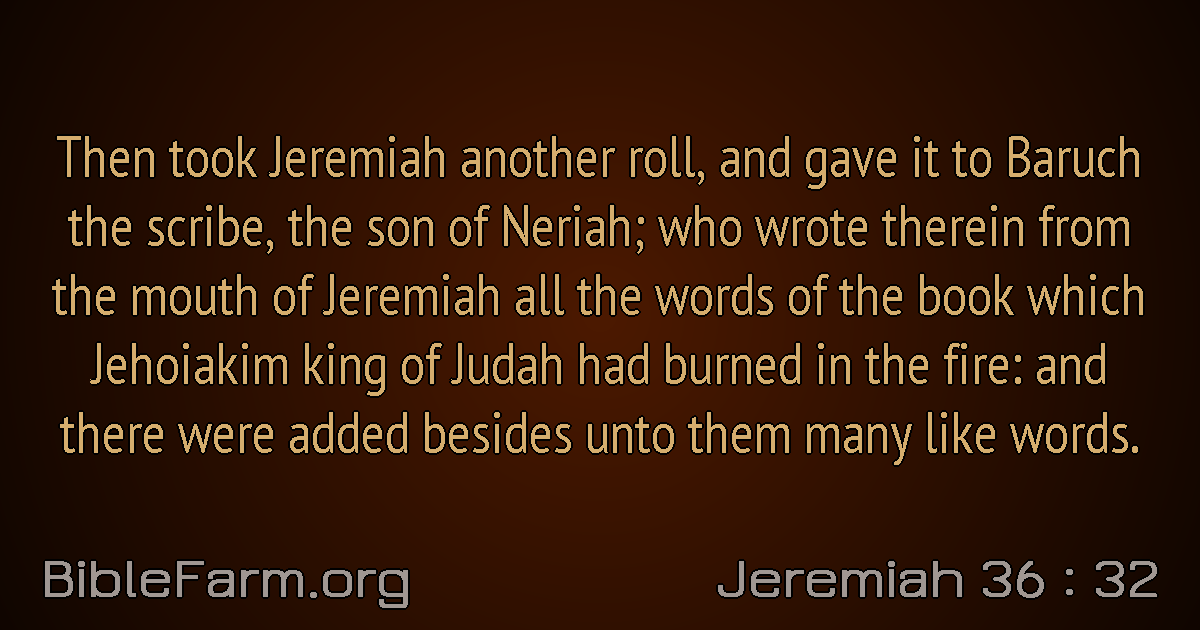 Then took Jeremiah another roll, and gave it to Baruch
the scribe, the son of Neriah; who wrote therein from
the mouth of Jeremiah all the words of the book which
Jehoiakim king of Judah had burned in the fire: and
there were added besides unto them many like words.
BibleFarm.org
Jeremiah 36 : 32